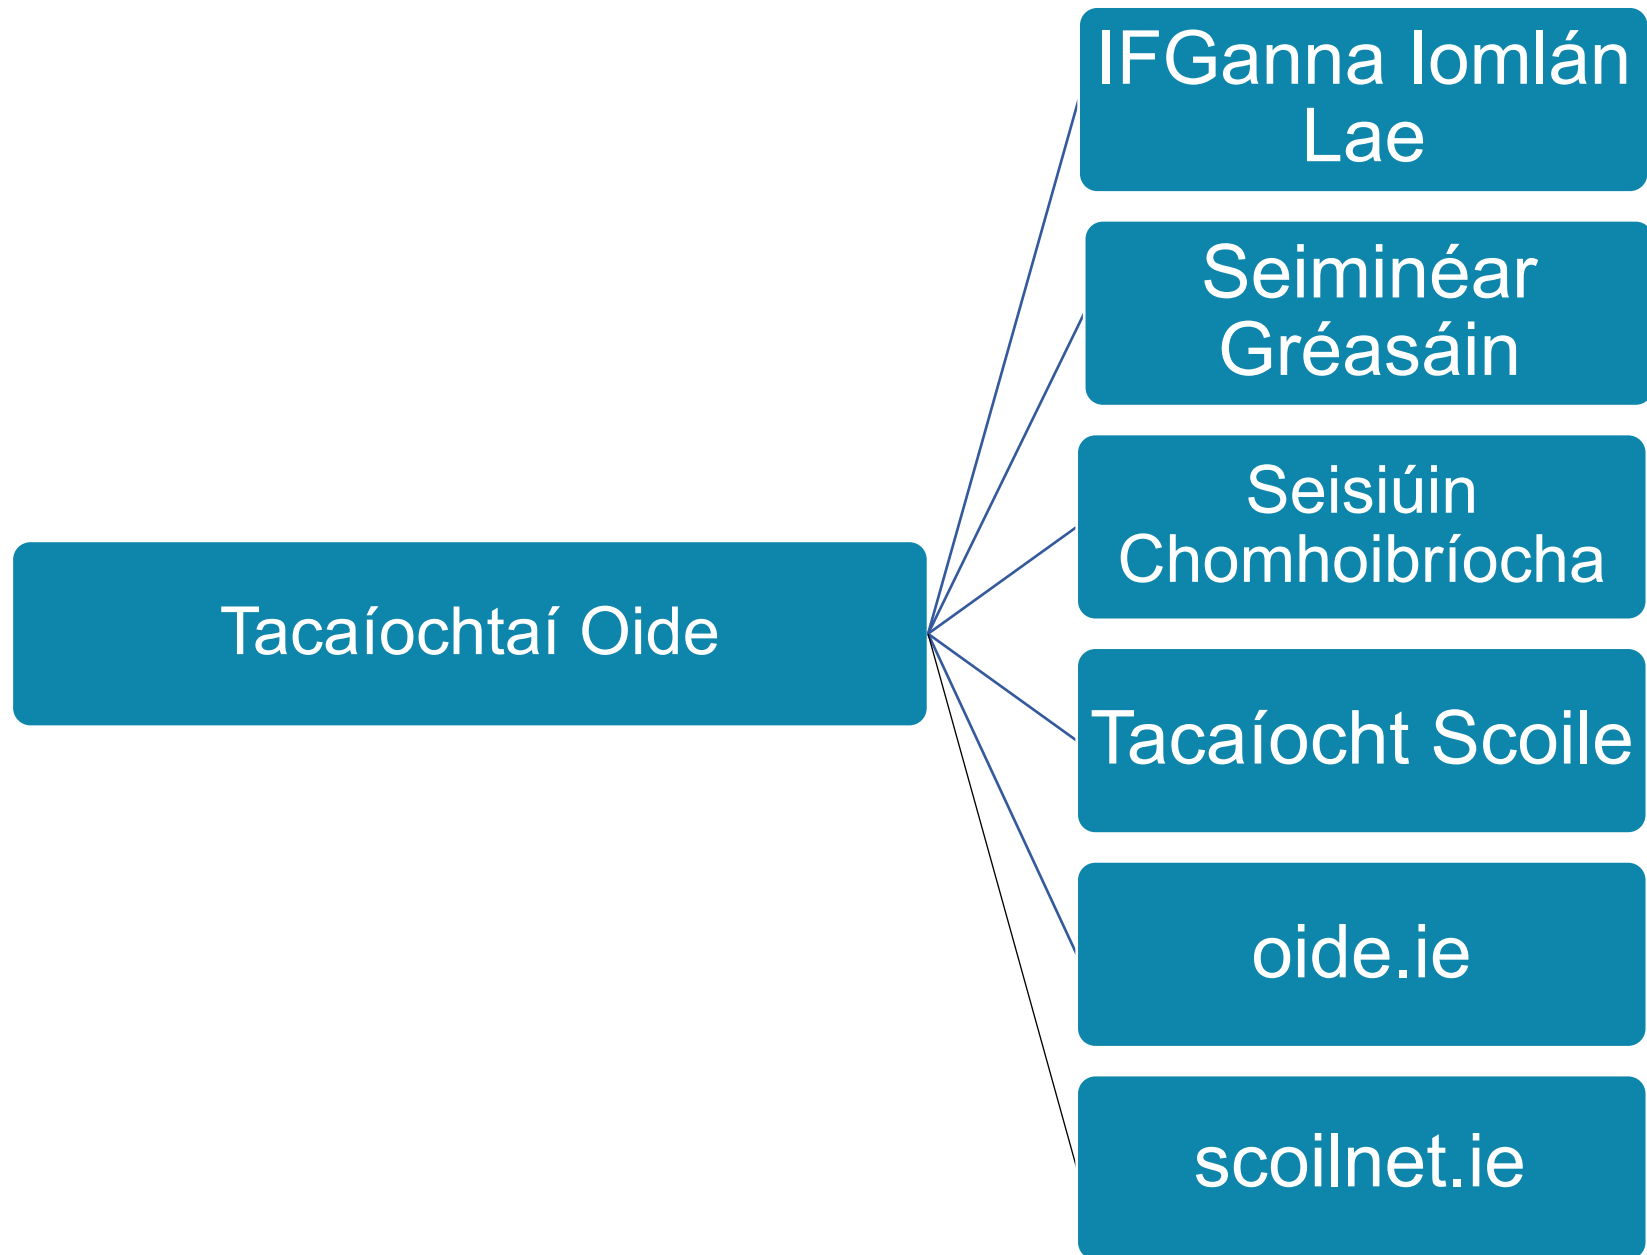 IFGanna Iomlán
Lae
Seiminéar
Gréasáin
Seisiúin
Chomhoibríocha
Tacaíochtaí Oide
Tacaíocht Scoile
oide.ie
scoilnet.ie